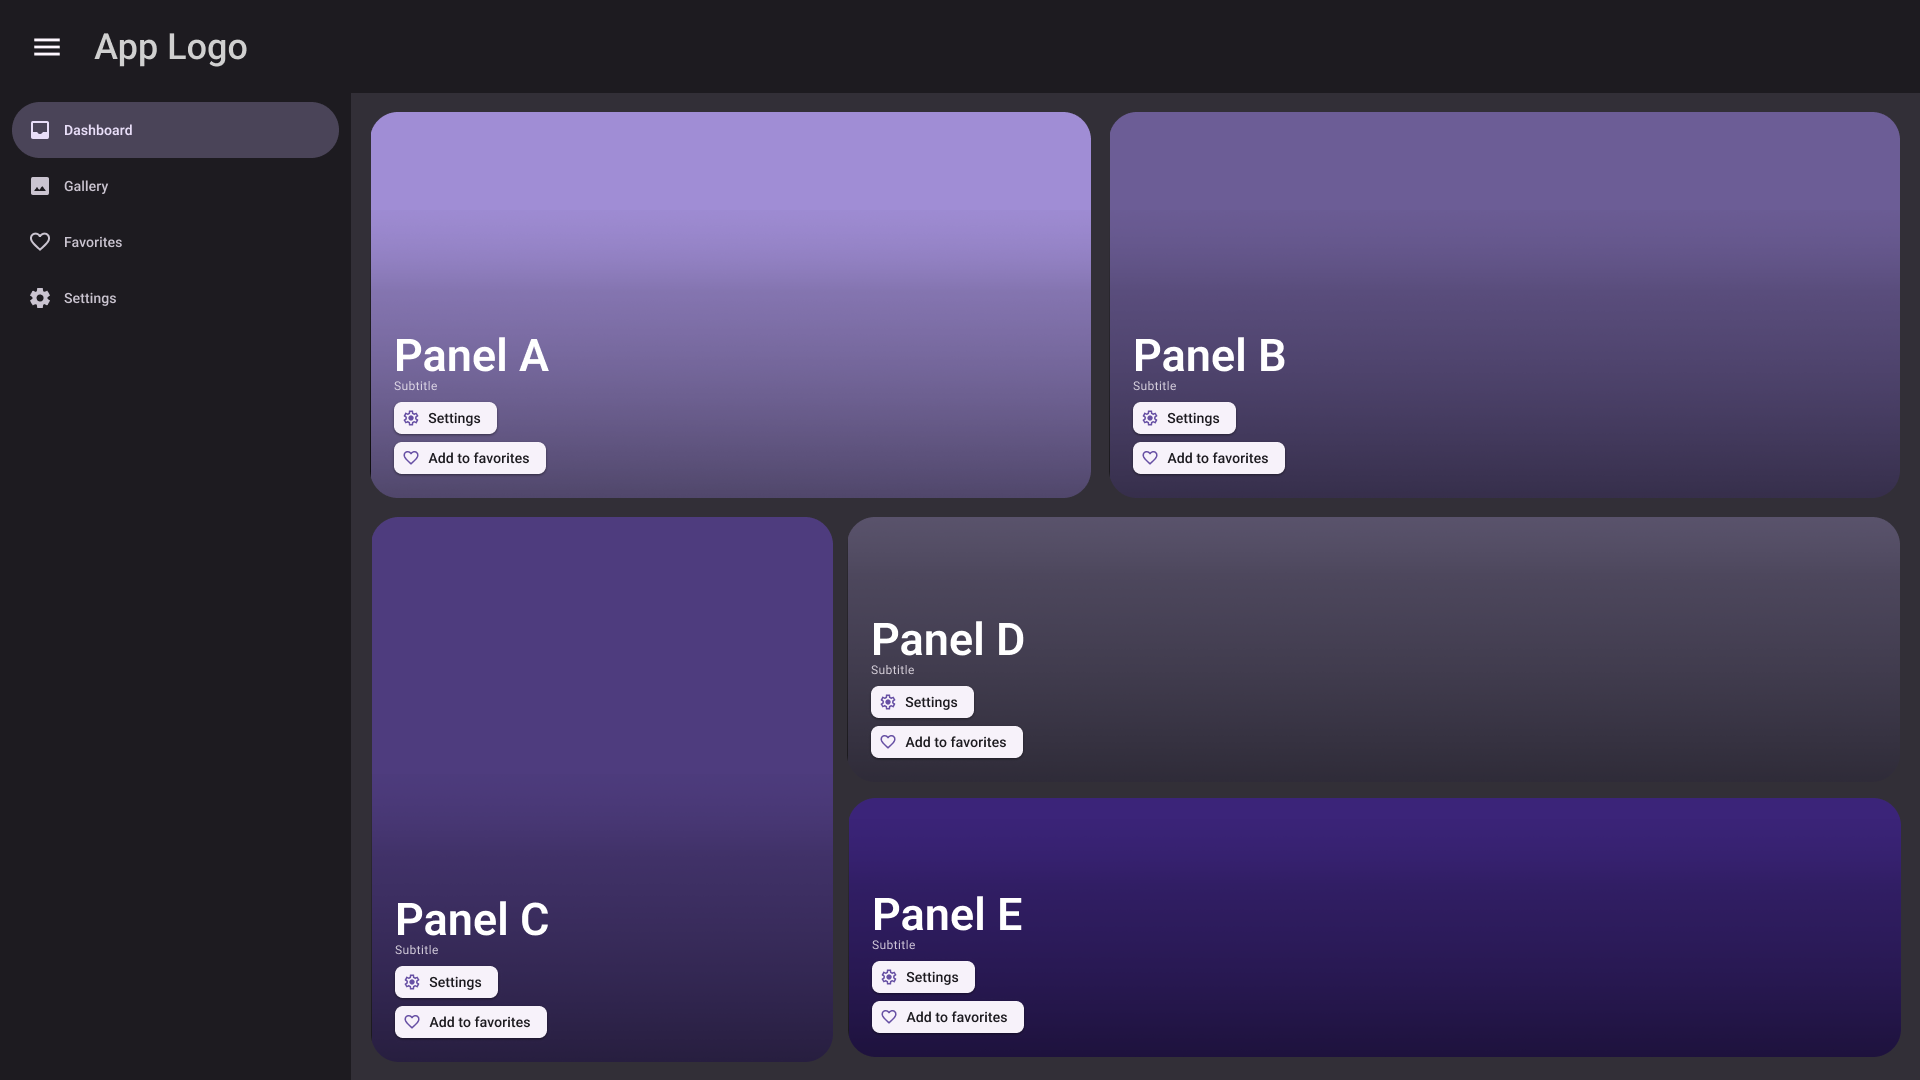 App Logo
Dashboard
Gallery
Favorites
Settings
Panel A
Subtitle
Settings
Add to favorites
Panel B
Subtitle
Settings
Add to favorites
Panel C
Subtitle
Settings
Add to favorites
Panel D
Subtitle
Settings
Add to favorites
Panel E
Subtitle
Settings
Add to favorites